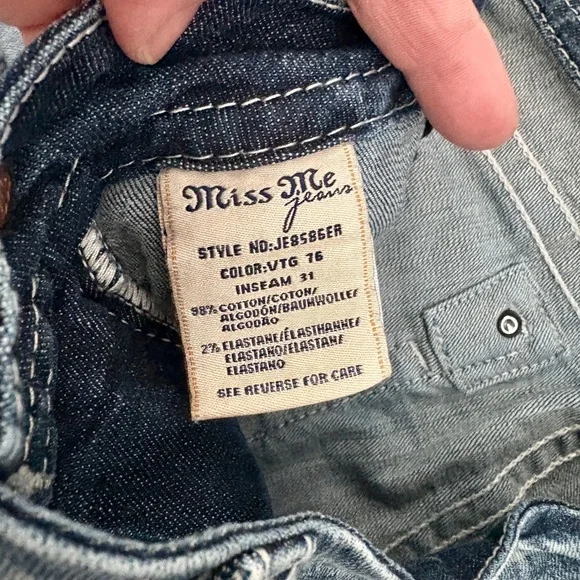 Miss Me
jeans
STYLE NO:JE8586ER
COLOR:VTG 76
INSEAM 31
98% COTTON/COTON/
ALGODÓN/BAUMWOLLE/
ALGODÃO
2% ELASTANE/ÉLASTHANNE/
ELASTANO/ELASTAN/
ELASTANO
SEE REVERSE FOR CARE